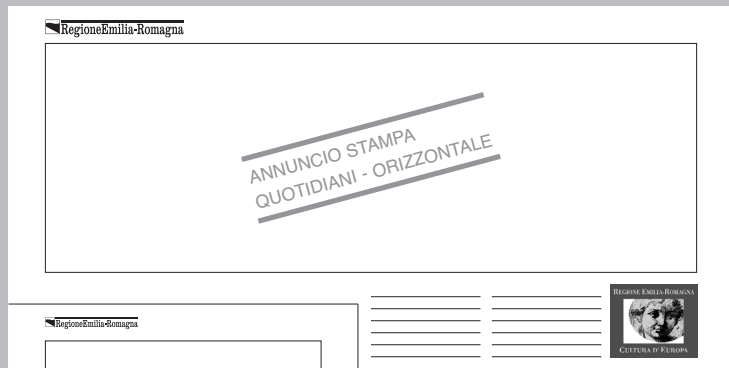 RegioneEmilia-Romagna
ANNUNCIO STAMPA
QUOTIDIANI - ORIZZONTALE
REGIONE EMILIA-ROMAGNA
CULTURA D'EUROPA
RegioneEmilia-Romagna